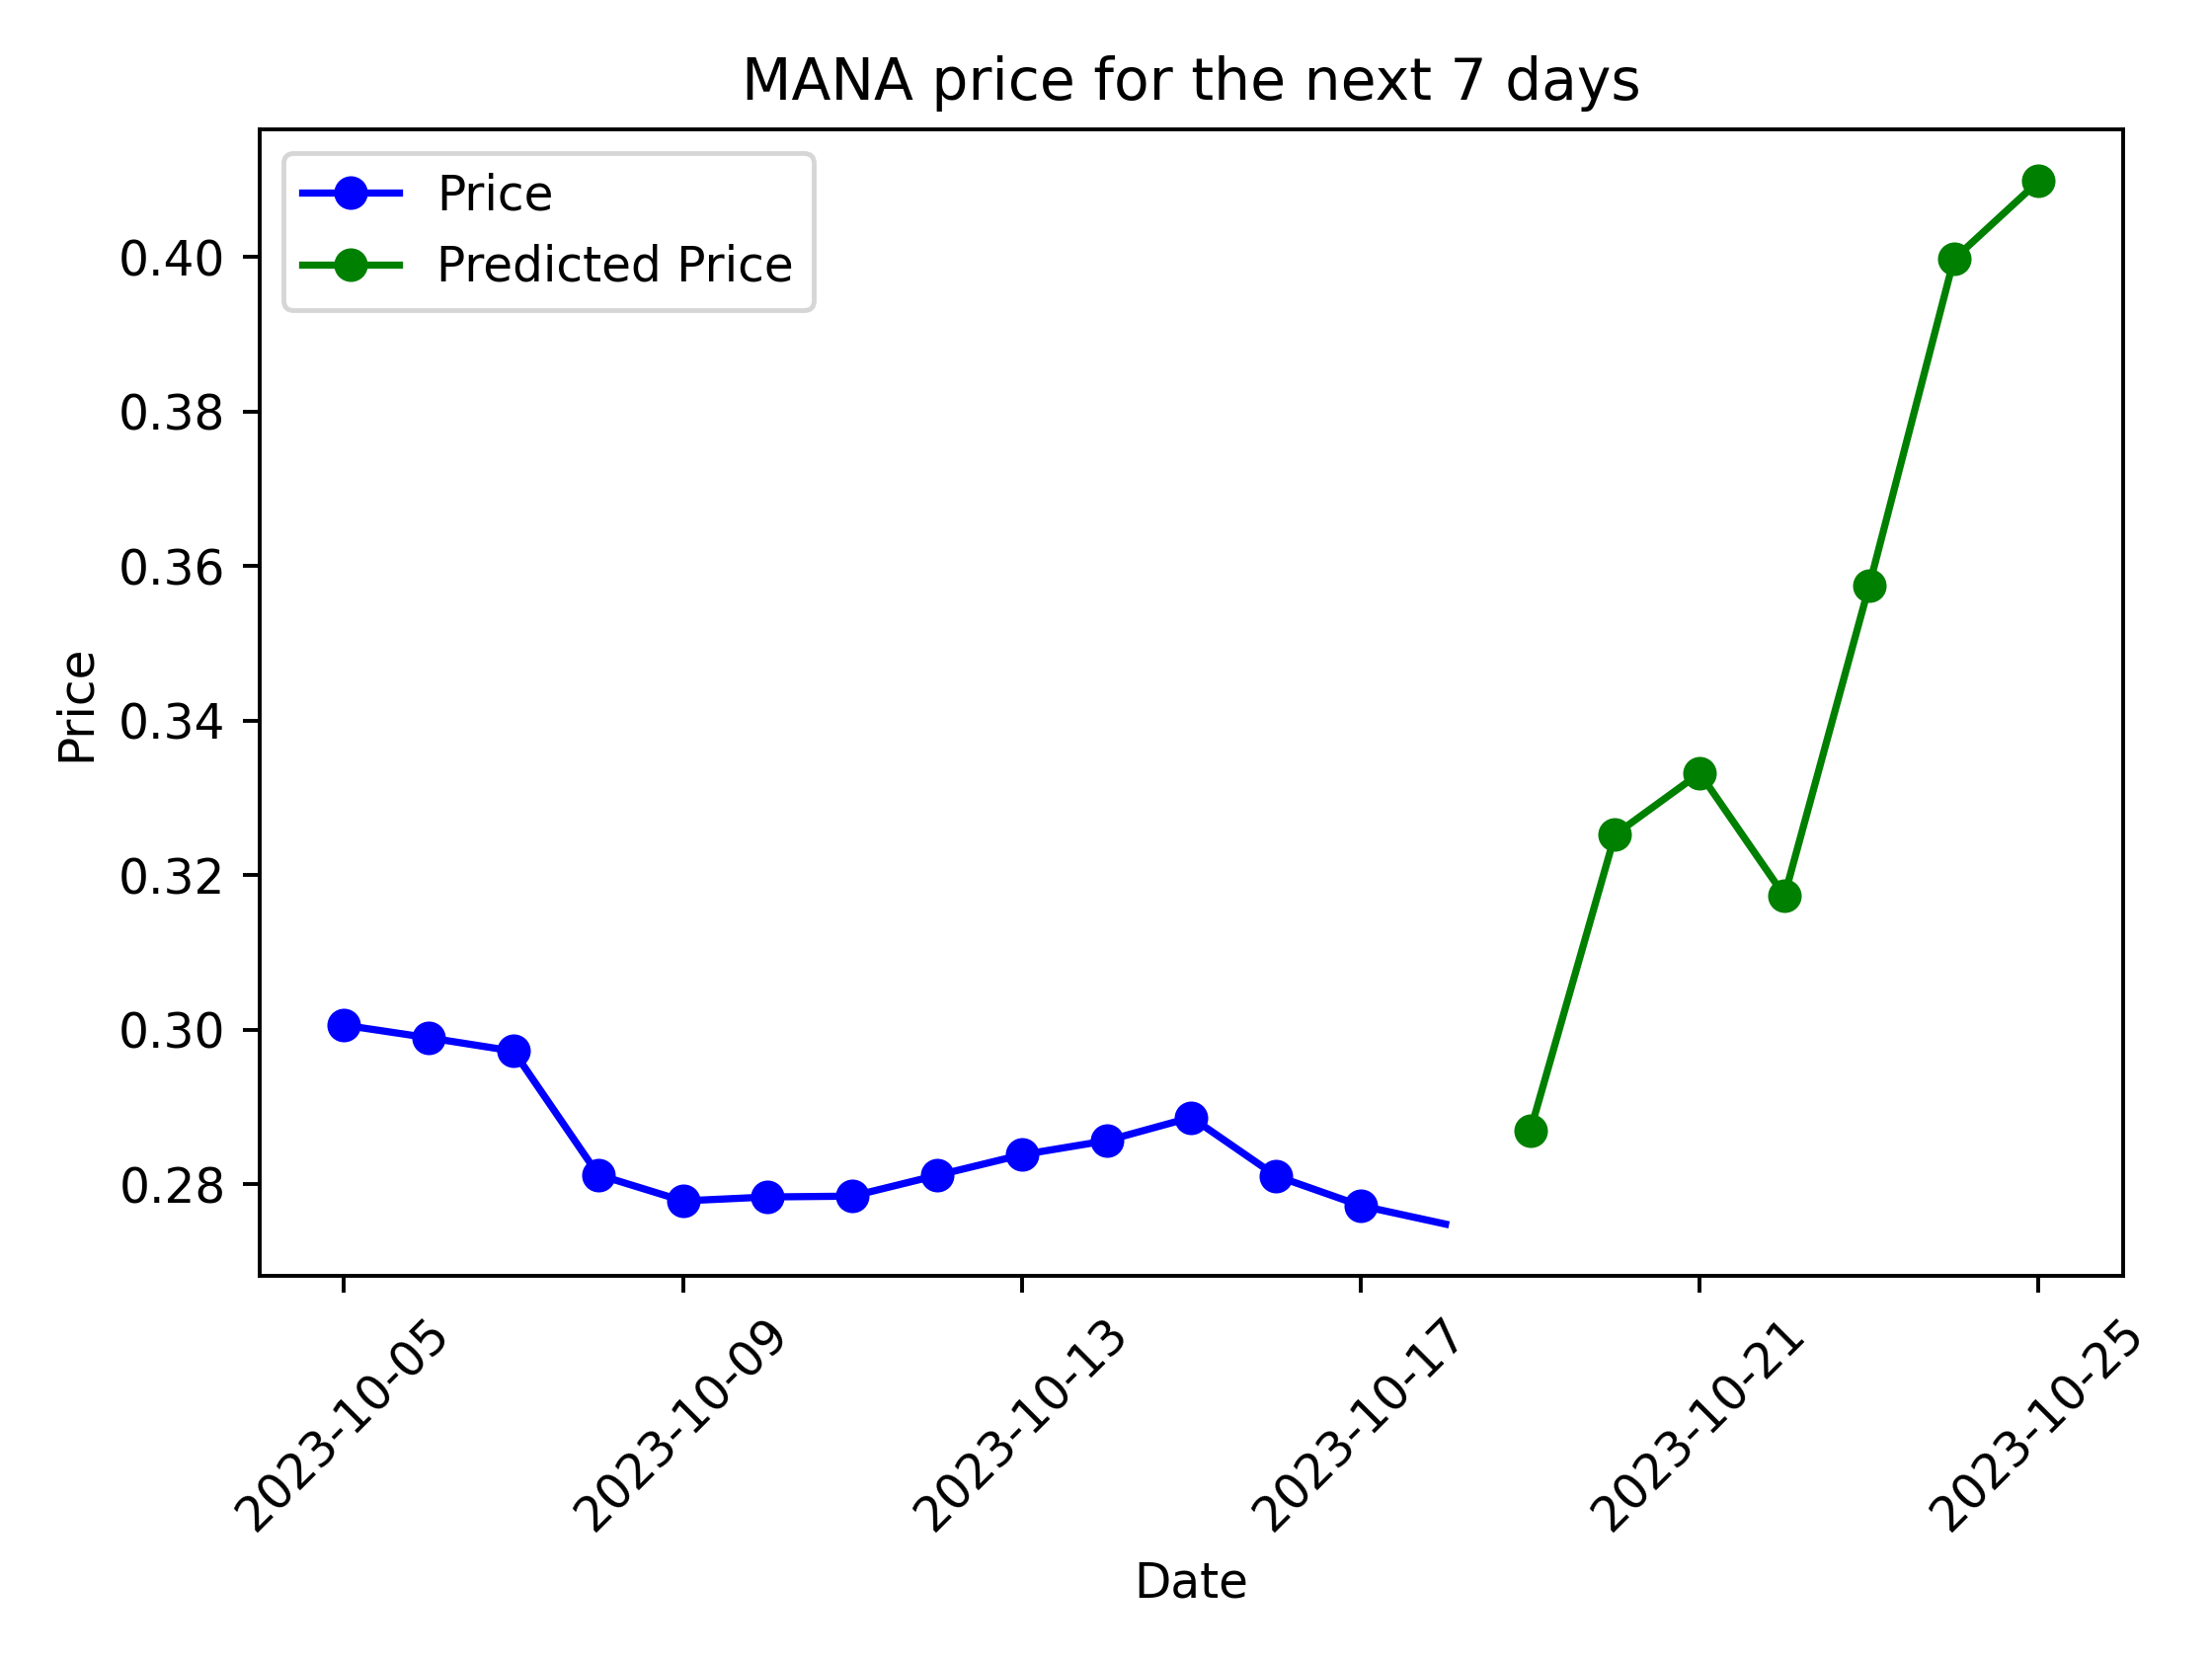 MANA price for the next 7 days
Price
Predicted Price
0.40
0.38
0.36
0.34
0.32
0.30
0.28
Price
2023-10-05
2023-10-09
2023-10-13
2023-10-17
2023-10-21
2023-10-25
Date